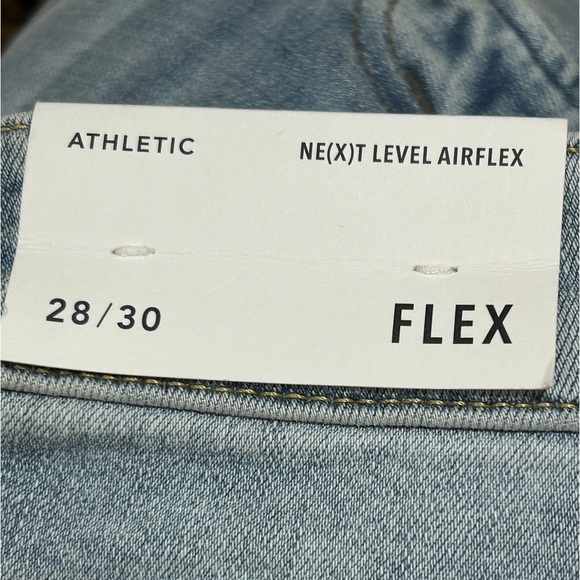 ATHLETIC
NE(X)T LEVEL AIRFLEX
28/30
FLEX